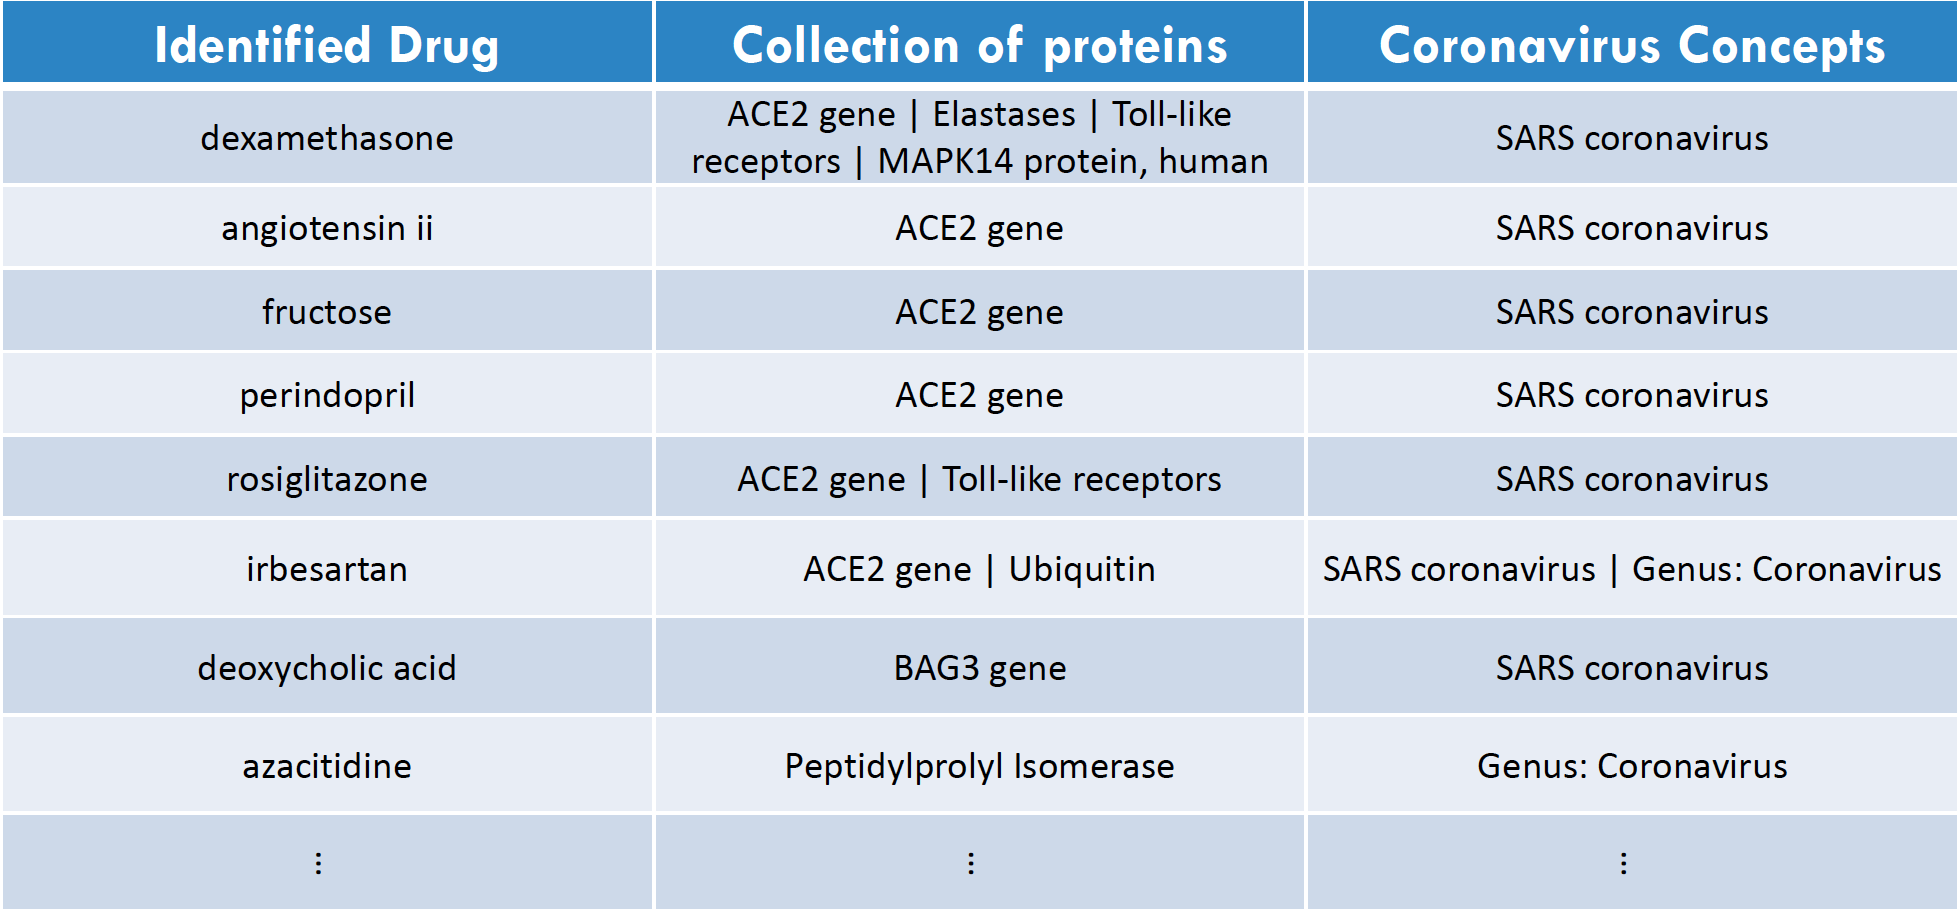 Identified Drug Collection of proteins Coronavirus Concepts
dexamethasone ACE2 gene | Elastases | Toll-like receptors | MAPK14 protein, human SARS coronavirus
angiotensin ii ACE2 gene SARS coronavirus
fructose ACE2 gene SARS coronavirus
perindopril ACE2 gene SARS coronavirus
rosiglitazone ACE2 gene | Toll-like receptors SARS coronavirus
irbesartan ACE2 gene | Ubiquitin SARS coronavirus | Genus: Coronavirus
deoxycholic acid BAG3 gene SARS coronavirus
azacitidine Peptidylprolyl Isomerase Genus: Coronavirus
⋮ ⋮ ⋮